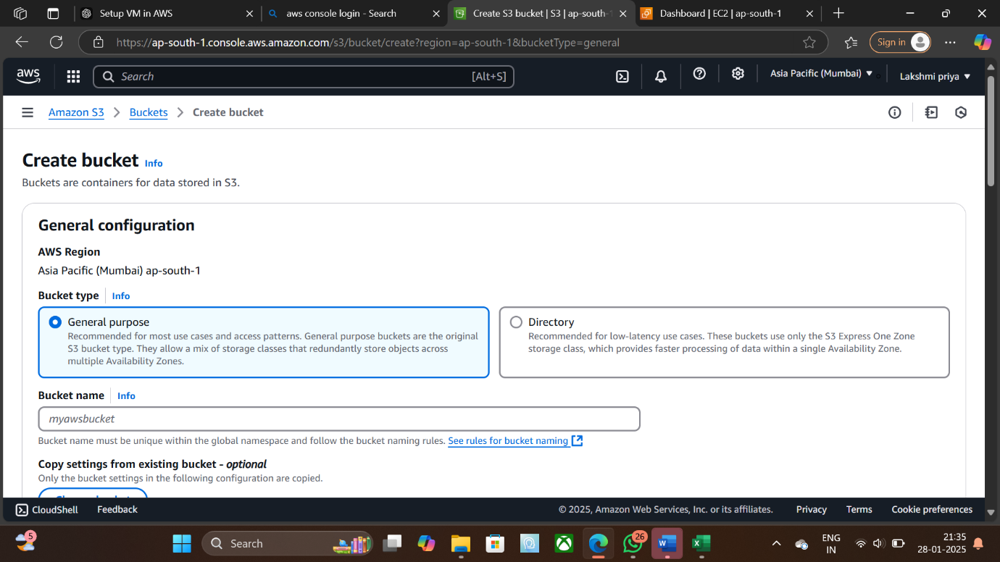 Setup VM in AWS
aws console login - Search
Create S3 bucket | S3 | ap-south-1
Dashboard | EC2 | ap-south-1
https://ap-south-1.console.aws.amazon.com/s3/bucket/create?region=ap-south-1&bucketType=general
Sign in
aws
Search
[Alt+S]
Asia Pacific (Mumbai)
Lakshmi priya
Amazon S3
Buckets
Create bucket
Create bucket Info
Buckets are containers for data stored in S3.
General configuration
AWS Region
Asia Pacific (Mumbai) ap-south-1
Bucket type Info
General purpose
Recommended for most use cases and access patterns. General purpose buckets are the original
S3 bucket type. They allow a mix of storage classes that redundantly store objects across
multiple Availability Zones.
Directory
Recommended for low-latency use cases. These buckets use only the S3 Express One Zone
storage class, which provides faster processing of data within a single Availability Zone.
Bucket name Info
myawsbucket
Bucket name must be unique within the global namespace and follow the bucket naming rules. See rules for bucket naming
Copy settings from existing bucket - optional
Only the bucket settings in the following configuration are copied.
CloudShell
Feedback
© 2025, Amazon Web Services, Inc. or its affiliates.
Privacy
Terms
Cookie preferences
5
Search
26
ENG
IN
21:35
28-01-2025